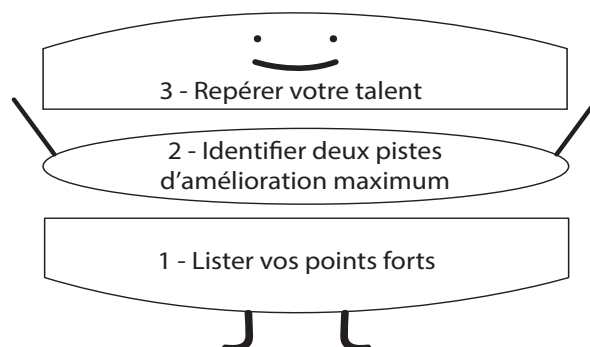 3 - Repérer votre talent
2 - Identifier deux pistes
d’amélioration maximum
1 - Lister vos points forts